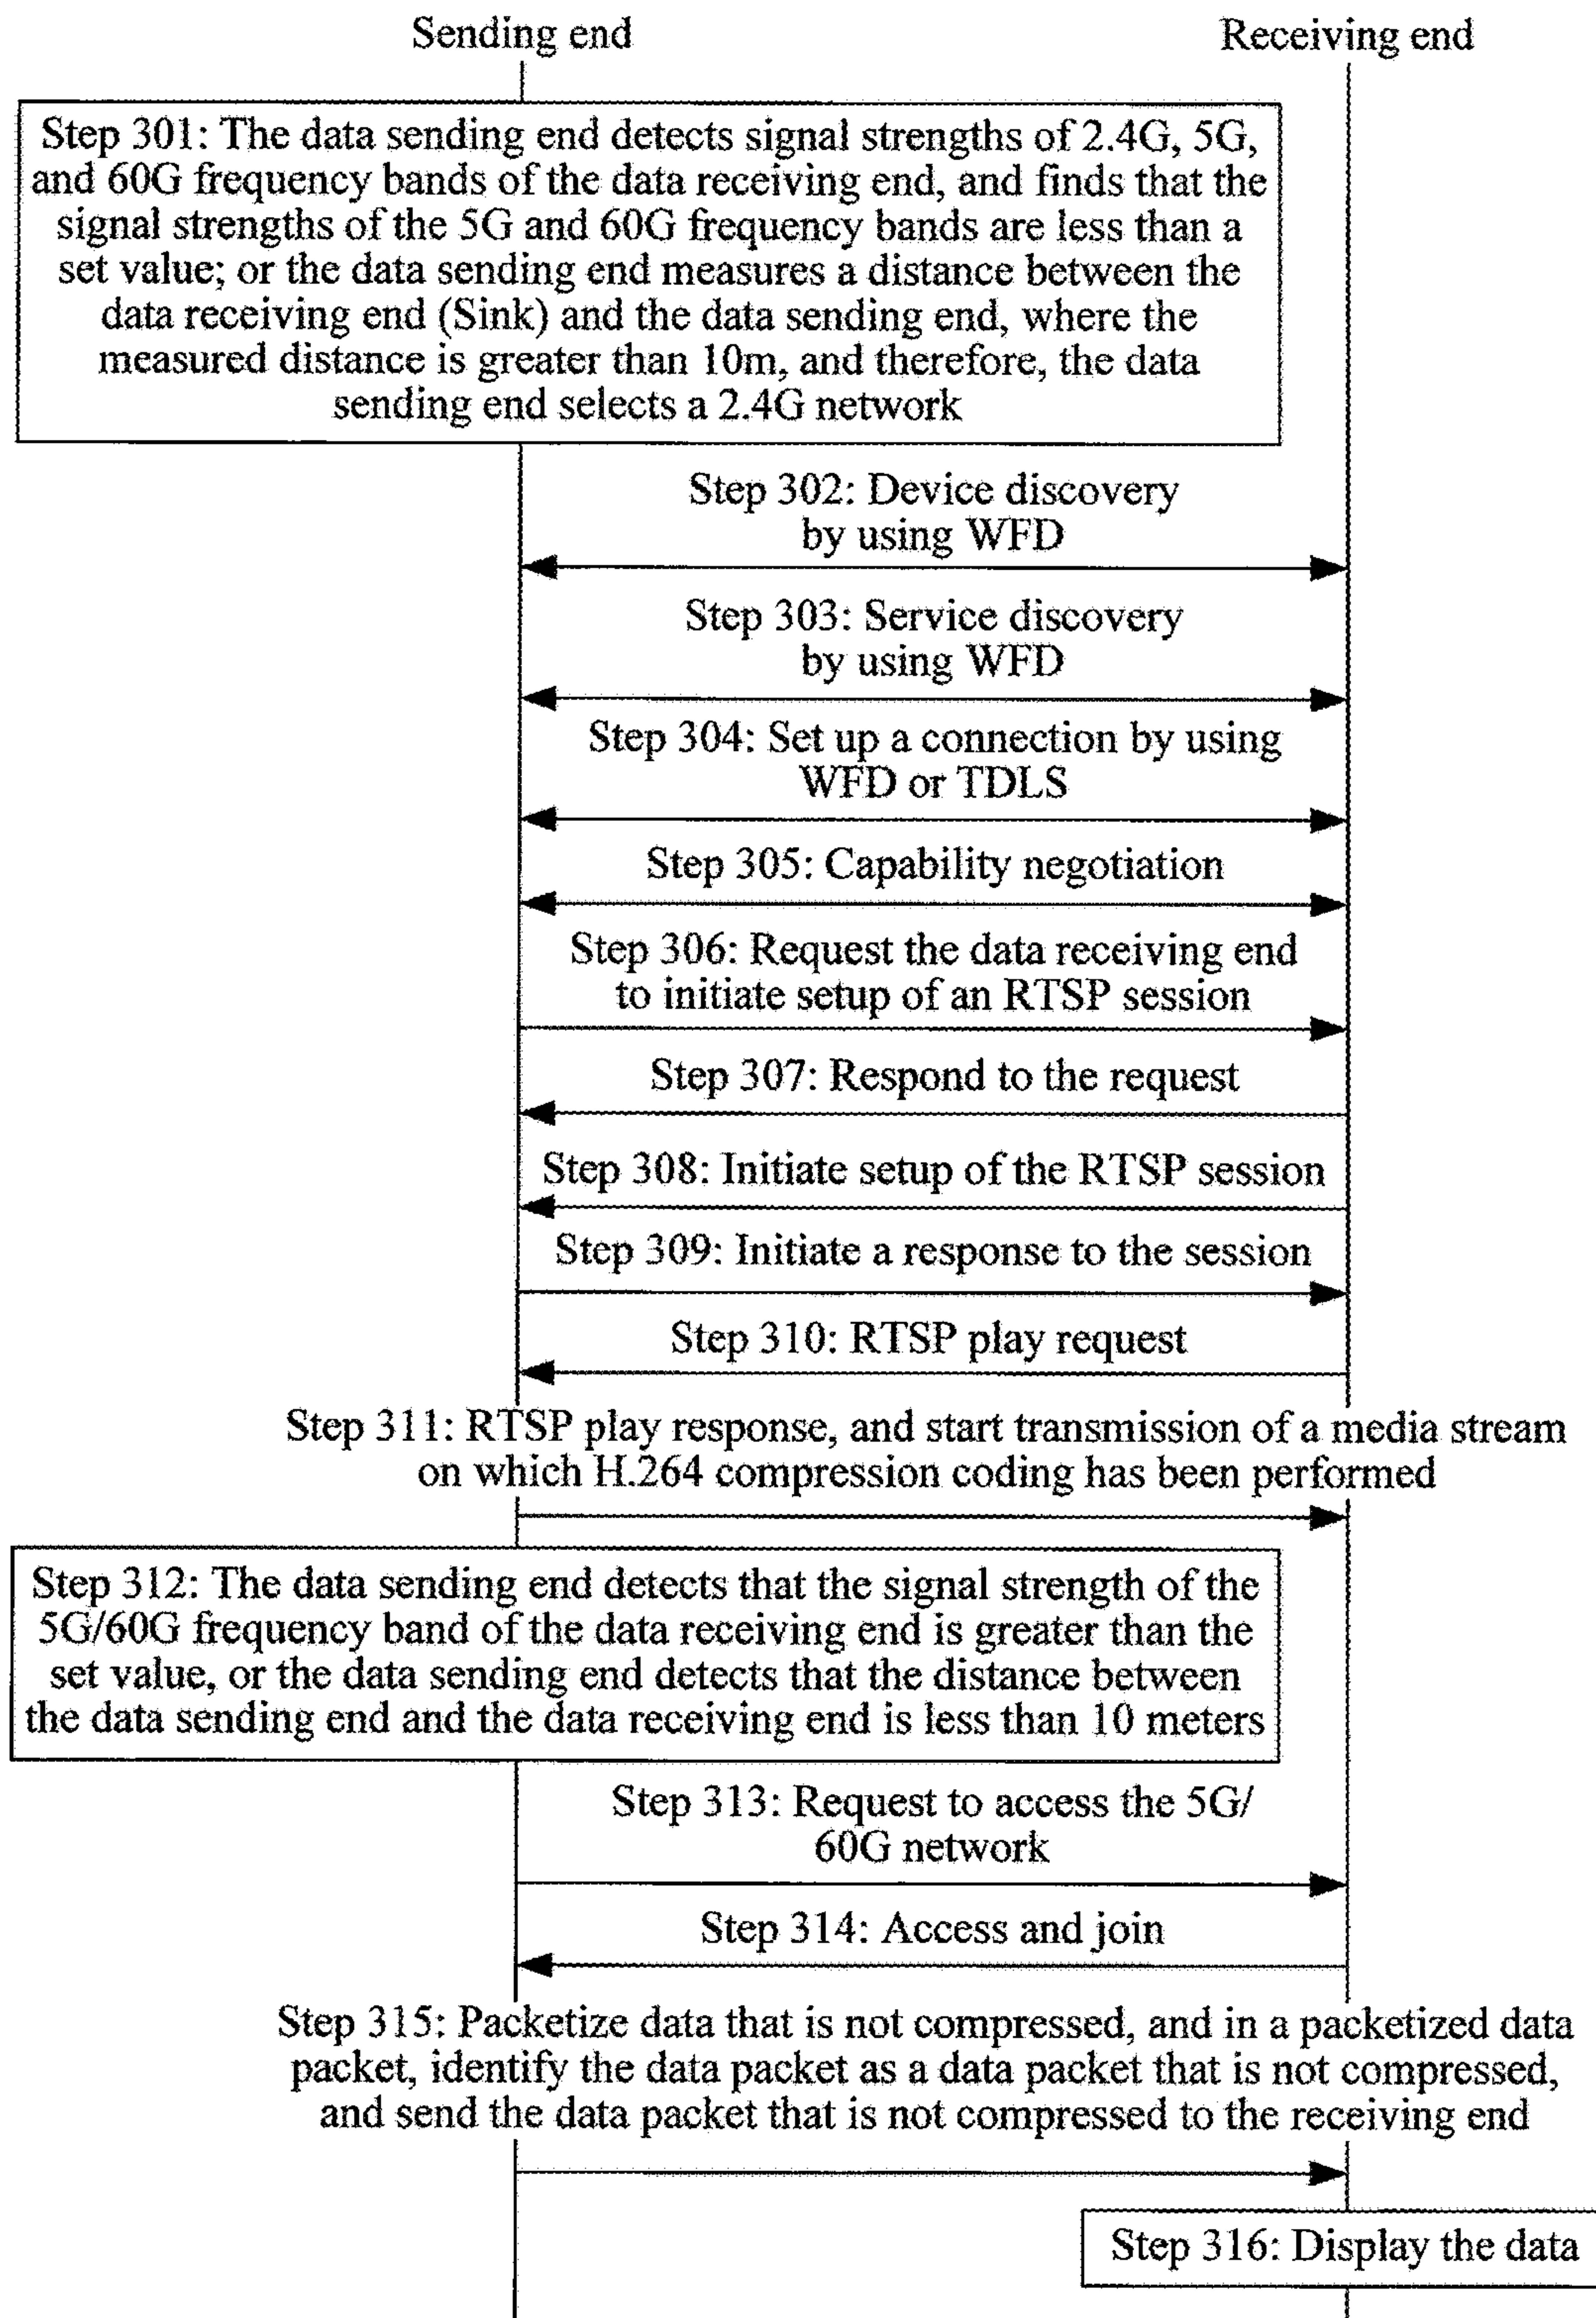 Sending end
Receiving end
Step 301: The data sending end detects signal strengths of 2.4G, 5G,
and 60G frequency bands of the data receiving end, and finds that the
signal strengths of the 5G and 60G frequency bands are less than a
set value; or the data sending end measures a distance between the
data receiving end (Sink) and the data sending end, where the
measured distance is greater than 10m, and therefore, the data
sending end selects a 2.4G network
Step 302: Device discovery
by using WFD
Step 303: Service discovery
by using WFD
Step 304: Set up a connection by using
WFD or TDLS
Step 305: Capability negotiation
Step 306: Request the data receiving end
to initiate setup of an RTSP session
Step 307: Respond to the request
Step 308: Initiate setup of the RTSP session
Step 309: Initiate a response to the session
Step 310: RTSP play request
Step 311: RTSP play response, and start transmission of a media stream
on which H.264 compression coding has been performed
Step 312: The data sending end detects that the signal strength of the
5G/60G frequency band of the data receiving end is greater than the
set value, or the data sending end detects that the distance between
the data sending end and the data receiving end is less than 10 meters
Step 313: Request to access the 5G/
60G network
Step 314: Access and join
Step 315: Packetize data that is not compressed, and in a packetized data
packet, identify the data packet as a data packet that is not compressed,
and send the data packet that is not compressed to the receiving end
Step 316: Display the data